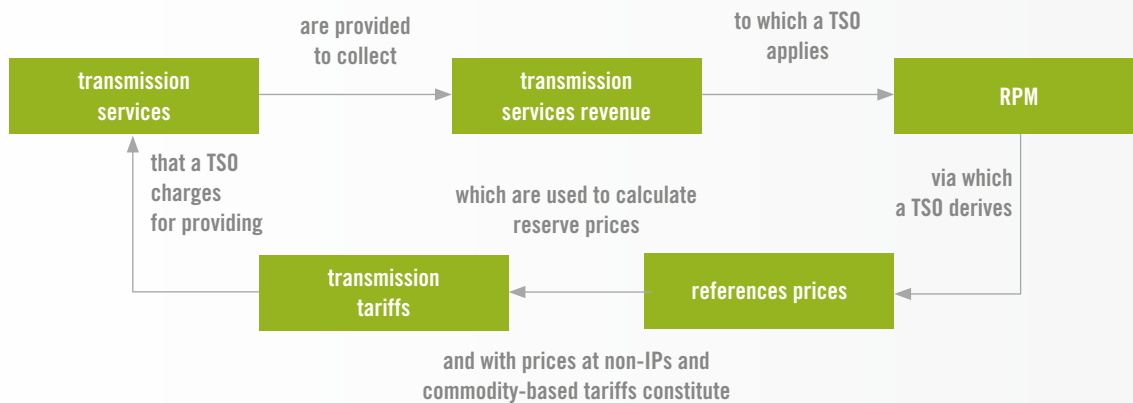 are provided
to collect
to which a TSO
applies
transmission
services
transmission
services revenue
RPM
that a TSO
charges
for providing
which are used to calculate
reserve prices
via which
a TSO derives
transmission
tariffs
references prices
and with prices at non-IPs and
commodity-based tariffs constitute